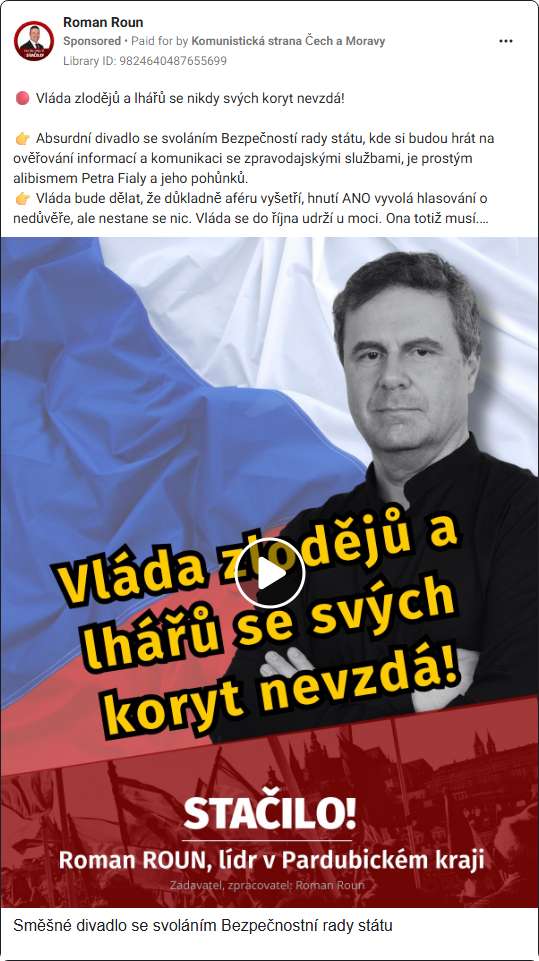 Roman Roun
Sponsored • Paid for by Komunistická strana Čech a Moravy
Library ID: 9824640487655699
Vláda zlodějů a lhářů se nikdy svých koryt nevzdá!
Absurdní divadlo se svoláním Bezpečností rady státu, kde si budou hrát na
ověřování informací a komunikaci se zpravodajskými službami, je prostým
alibismem Petra Fialy a jeho pohůnků.
Vláda bude dělat, že důkladně aféru vyšetří, hnutí ANO vyvolá hlasování o
nedůvěře, ale nestane se nic. Vláda se do října udrží u moci. Ona totiž musí....
Vláda zlodějů a
lhářů se svých
koryt nevzdá!
STAČILO!
Roman ROUN, lídr v Pardubickém kraji
Zadavatel, zpracovatel: Roman Roun
Směšné divadlo se svoláním Bezpečnostní rady státu